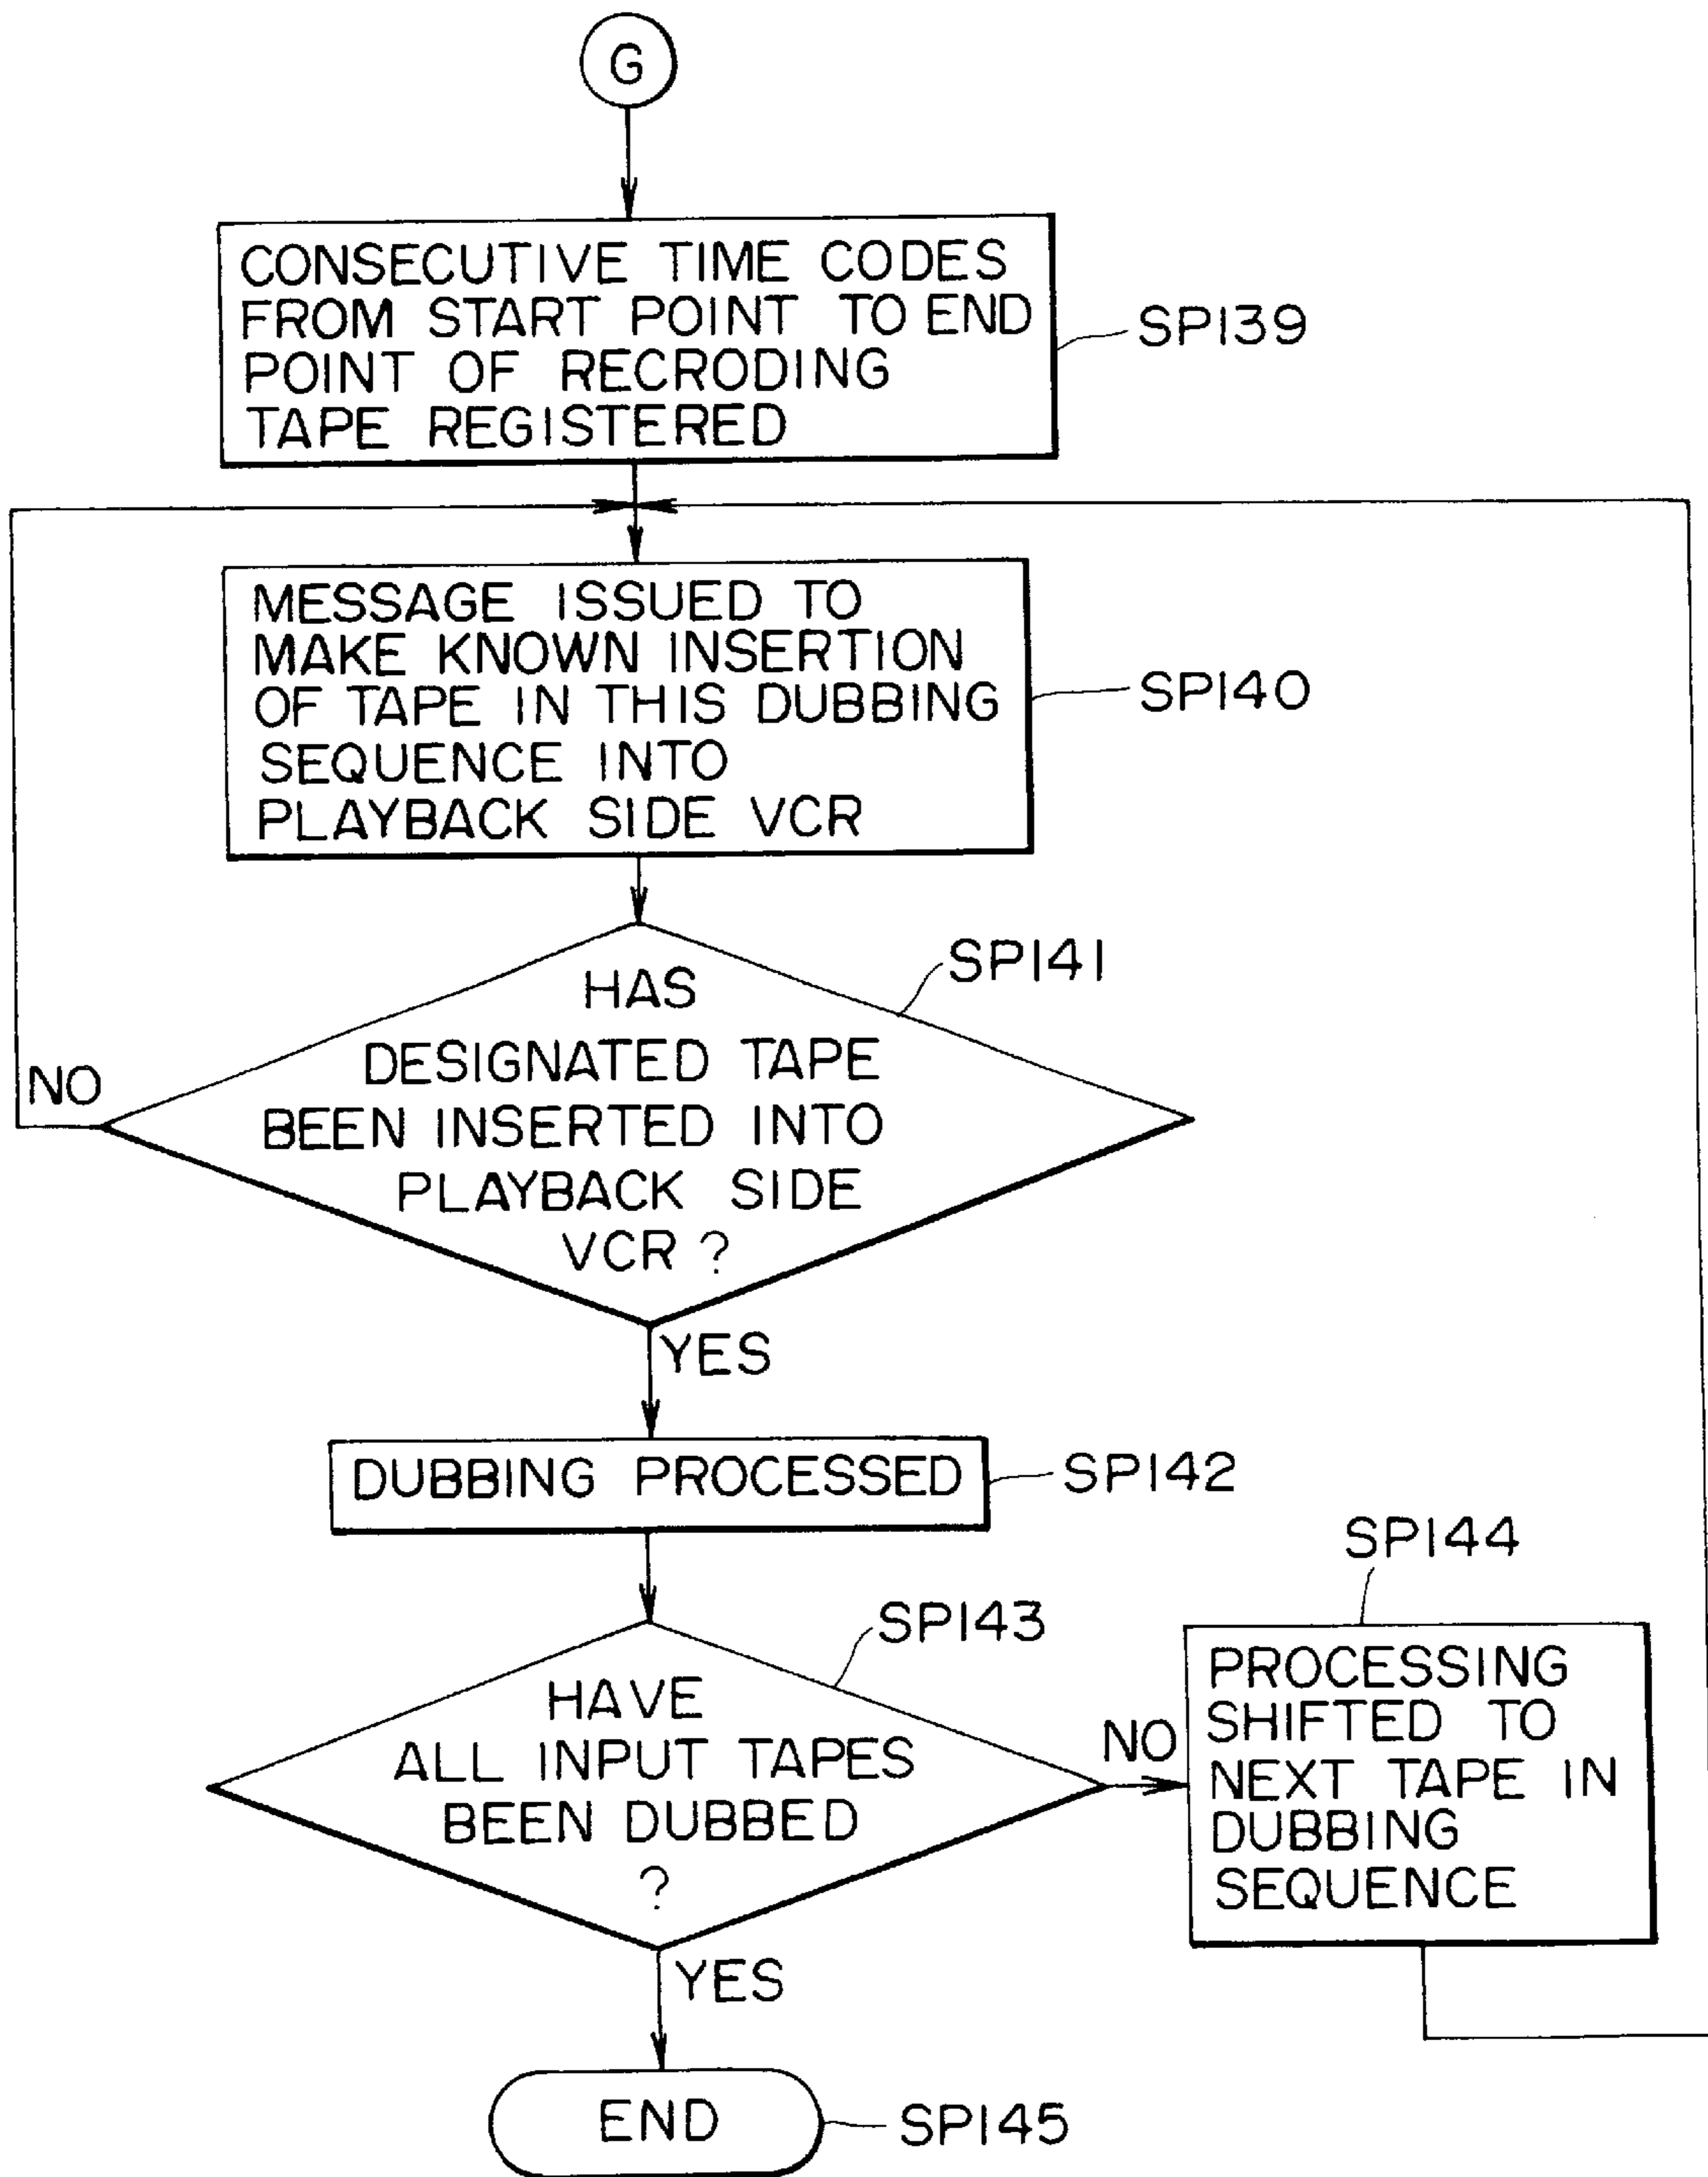 G
CONSECUTIVE TIME CODES
FROM START POINT TO END
POINT OF RECRODING
TAPE REGISTERED
SP139
MESSAGE ISSUED TO
MAKE KNOWN INSERTION
OF TAPE IN THIS DUBBING
SEQUENCE INTO
PLAYBACK SIDE VCR
SP140
SP141
HAS
DESIGNATED TAPE
BEEN INSERTED INTO
PLAYBACK SIDE
VCR ?
NO
YES
DUBBING PROCESSED
SP142
SP143
HAVE
ALL INPUT TAPES
BEEN DUBBED
?
NO
SP144
PROCESSING
SHIFTED TO
NEXT TAPE IN
DUBBING
SEQUENCE
YES
END
SP145